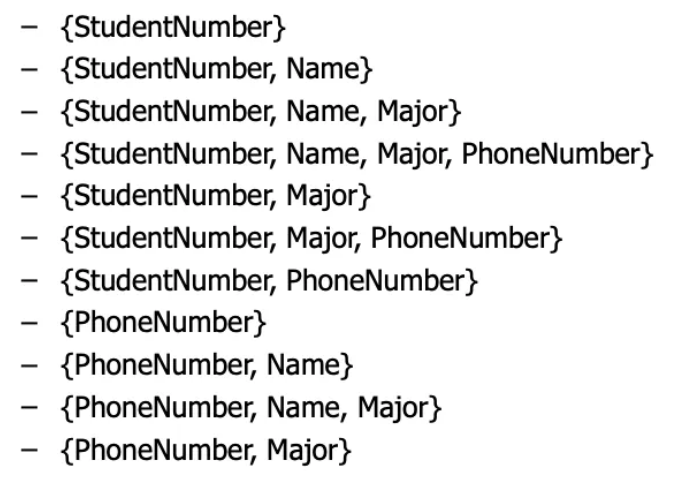 – {StudentNumber}
– {StudentNumber, Name}
– {StudentNumber, Name, Major}
– {StudentNumber, Name, Major, PhoneNumber}
– {StudentNumber, Major}
– {StudentNumber, Major, PhoneNumber}
– {StudentNumber, PhoneNumber}
– {PhoneNumber}
– {PhoneNumber, Name}
– {PhoneNumber, Name, Major}
– {PhoneNumber, Major}